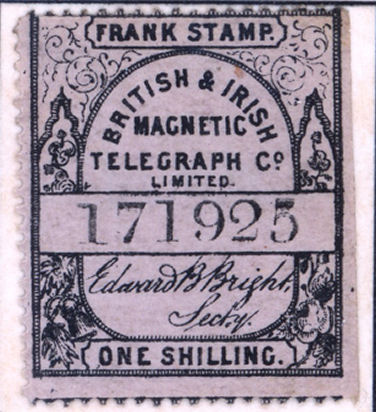 FRANK STAMP.
BRITISH & IRISH
MAGNETIC
TELEGRAPH Co.
LIMITED.
171925
Edward B Bright,
Secty.
ONE SHILLING.